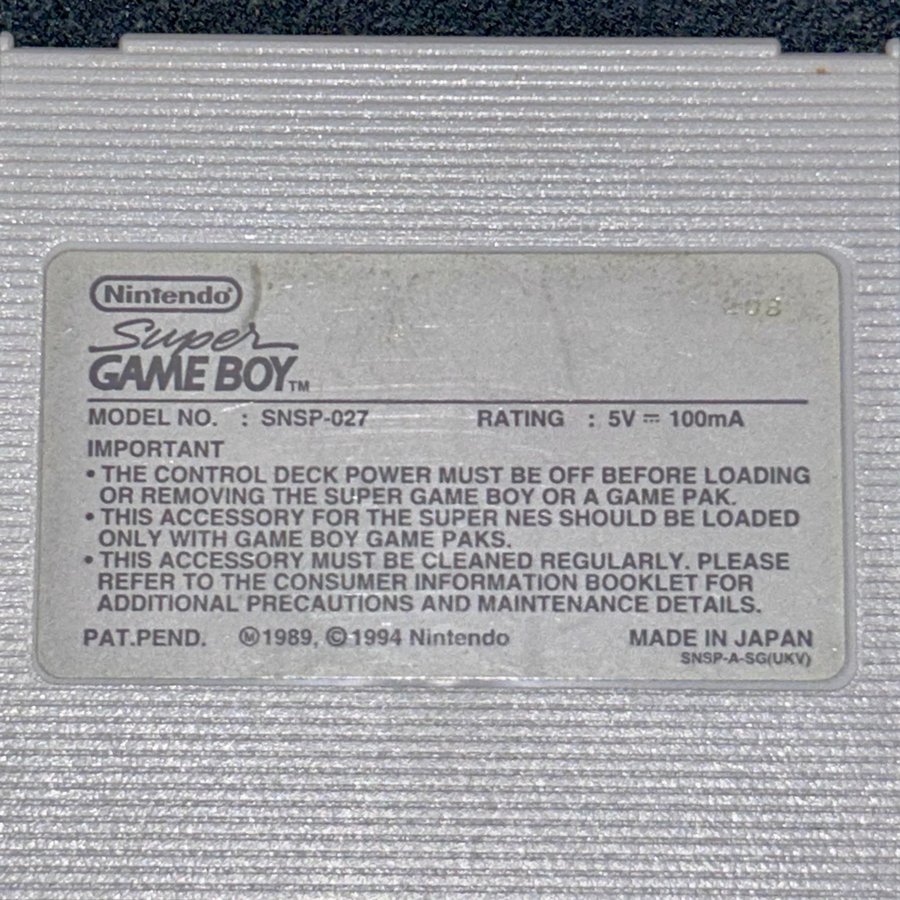 Nintendo
Super
GAME BOY™
MODEL NO. : SNSP-027 RATING : 5V ⎓ 100mA
IMPORTANT
• THE CONTROL DECK POWER MUST BE OFF BEFORE LOADING
OR REMOVING THE SUPER GAME BOY OR A GAME PAK.
• THIS ACCESSORY FOR THE SUPER NES SHOULD BE LOADED
ONLY WITH GAME BOY GAME PAKS.
• THIS ACCESSORY MUST BE CLEANED REGULARLY. PLEASE
REFER TO THE CONSUMER INFORMATION BOOKLET FOR
ADDITIONAL PRECAUTIONS AND MAINTENANCE DETAILS.
PAT.PEND. Ⓜ1989, ©1994 Nintendo MADE IN JAPAN
SNSP-A-SG(UKV)